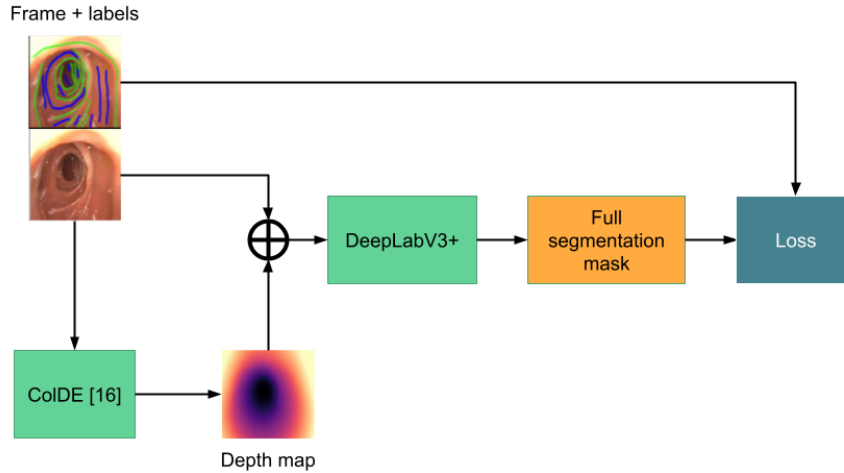 Frame + labels
DeepLabV3+
Full
segmentation
mask
Loss
ColDE [16]
Depth map